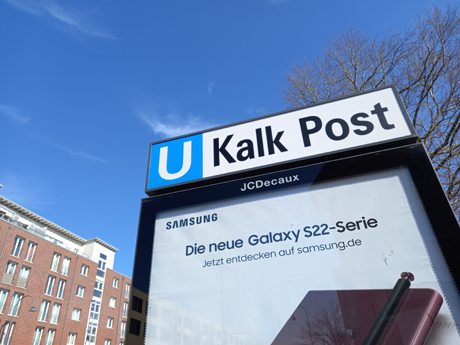 U Kalk Post
JCDecaux
SAMSUNG
Die neue Galaxy S22-Serie
Jetzt entdecken auf samsung.de